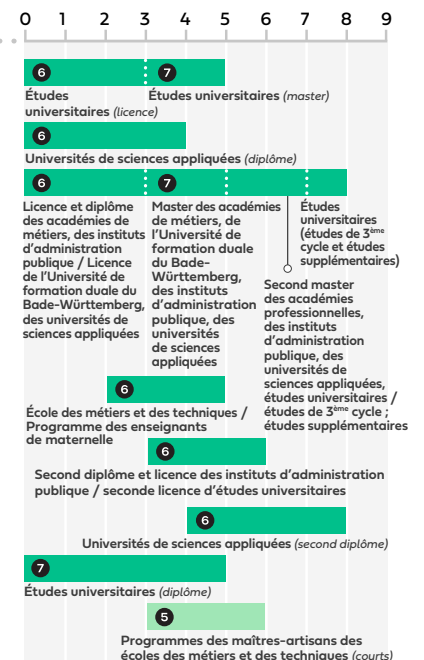 0 1 2 3 4 5 6 7 8 9
6 7
Études
universitaires (licence)
Études universitaires (master)
6
Universités de sciences appliquées (diplôme)
6 7
Licence et diplôme
des académies de
métiers, des instituts
d'administration
publique / Licence
de l'Université de
formation duale du
Bade-Württemberg,
des universités de
sciences appliquées
Master des académies
de métiers, de
l'Université de
formation duale
du Bade-
Württemberg,
des instituts
d'administration
publique, des
universités
de sciences
appliquées
Études
universitaires
(études de 3ème
cycle et études
supplémentaires)
Second master
des académies
professionnelles,
des instituts
d'administration
publique, des
universités de
sciences appliquées,
études universitaires /
études de 3ème cycle ;
études supplémentaires
6
École des métiers et des techniques /
Programme des enseignants
de maternelle
6
Second diplôme et licence des instituts d'administration
publique / seconde licence d'études universitaires
6
Universités de sciences appliquées (second diplôme)
7
Études universitaires (diplôme)
5
Programmes des maîtres-artisans des
écoles des métiers et des techniques (courts)